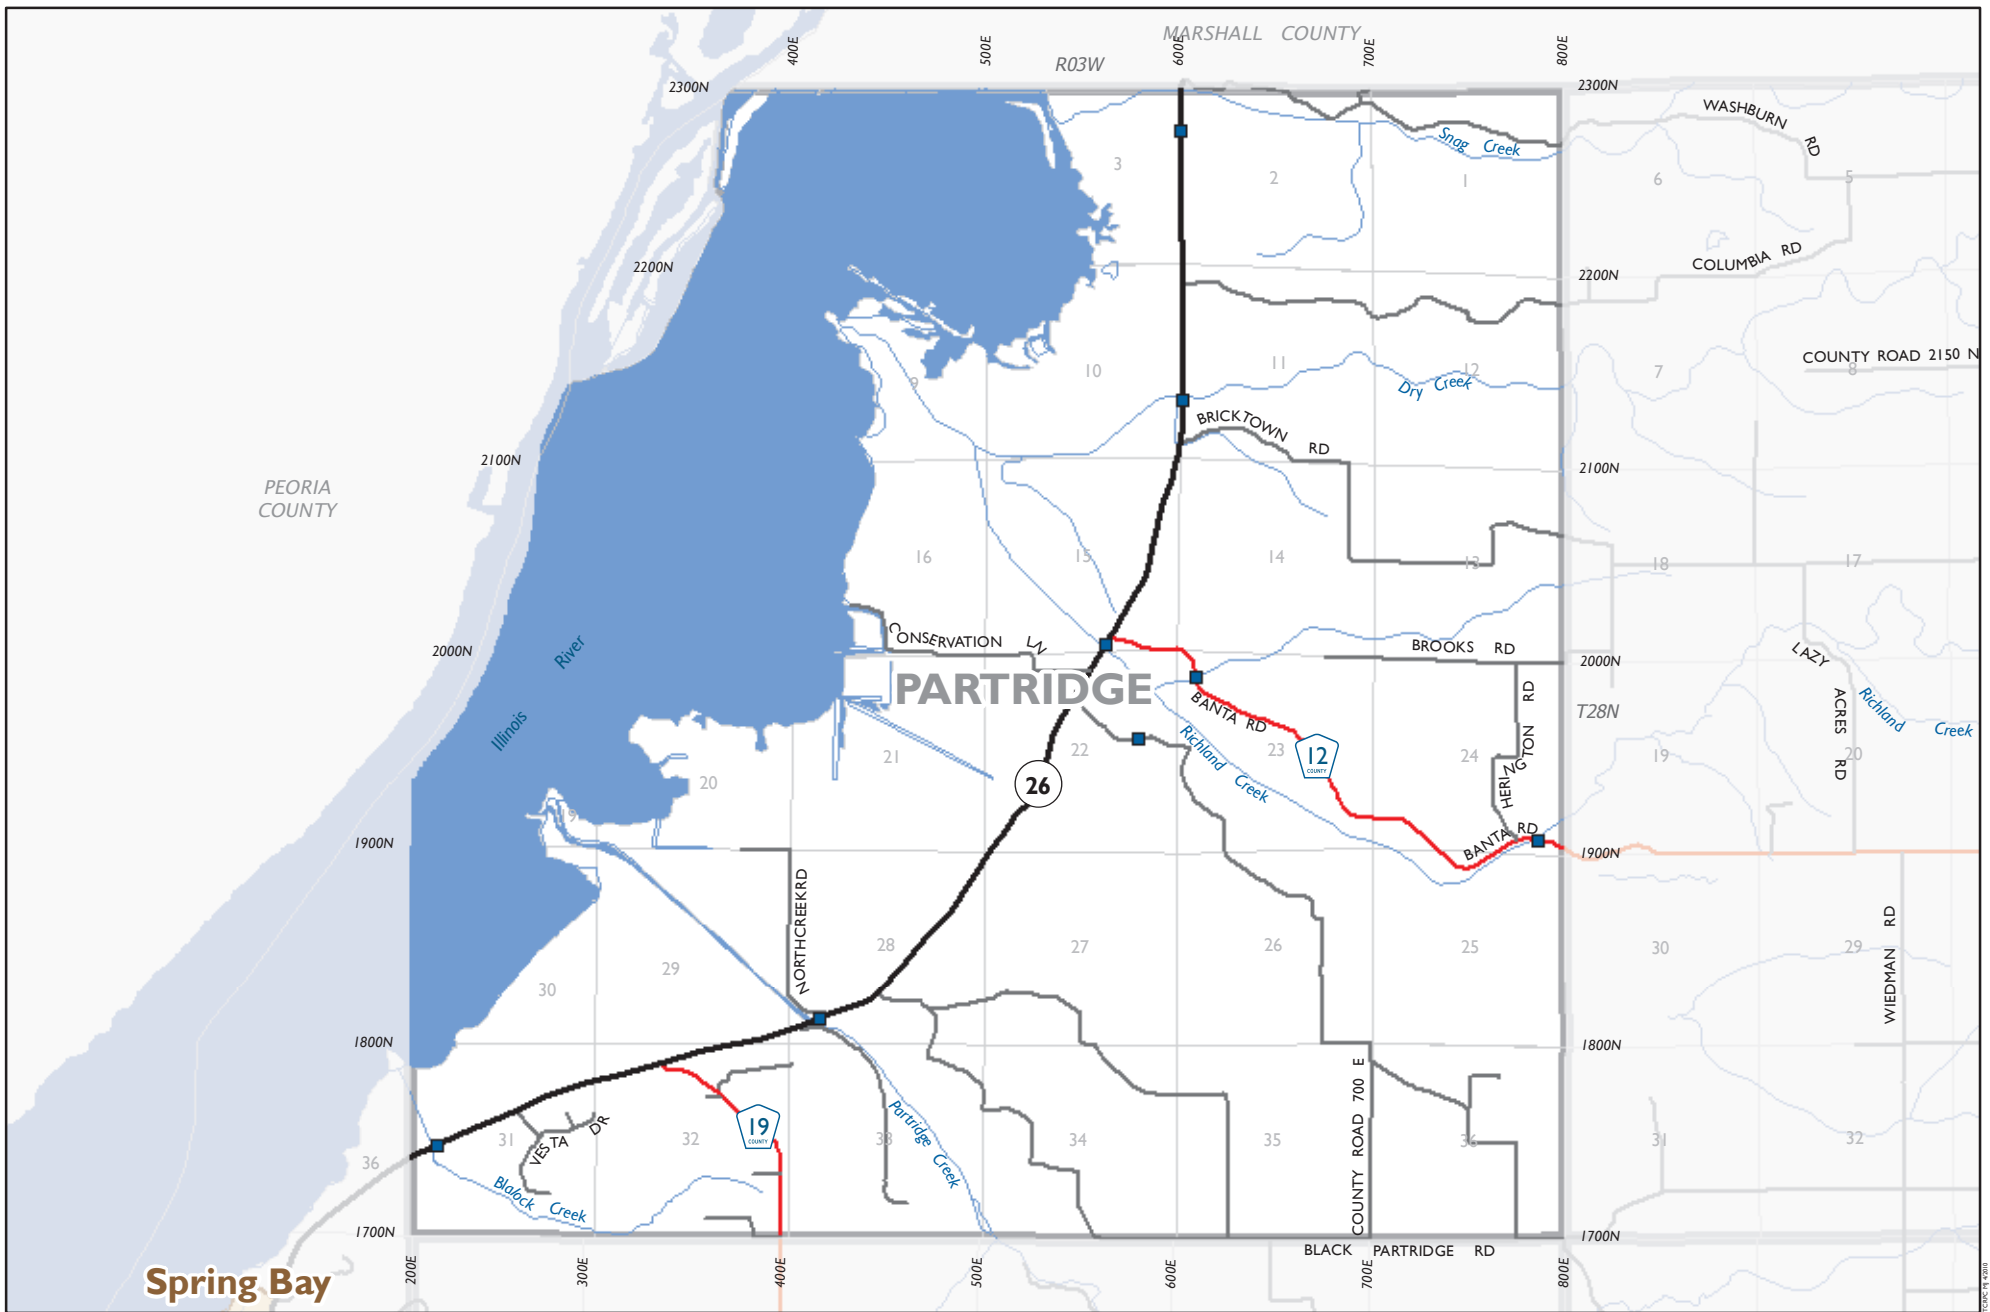 MARSHALL COUNTY
R03W
400E
500E
600E
700E
800E
2300N
2300N
WASHBURN RD
Snag Creek
3
2
1
6
5
2200N
2200N
COLUMBIA RD
COUNTY ROAD 2150 N
9
10
11
12
7
8
Dry Creek
BRICKTOWN RD
2100N
2100N
PEORIA
COUNTY
16
15
14
13
18
17
CONSERVATION LN
BROOKS RD
2000N
2000N
LAZY ACRES RD
Richland Creek
Illinois River
PARTRIDGE
BANTA RD
HERINGTON RD
T28N
Richland Creek
12
COUNTY
20
21
22
23
24
19
20
26
19
BANTA RD
1900N
1900N
NORTHCREEK RD
WIEDMAN RD
30
29
28
27
26
25
30
29
1800N
1800N
COUNTY ROAD 700 E
Partridge Creek
19
COUNTY
VESTA DR
36
31
32
33
34
35
36
31
32
Blalock Creek
1700N
1700N
BLACK PARTRIDGE RD
200E
300E
400E
500E
600E
700E
800E
Spring Bay
TCRPC MJ 4/2010